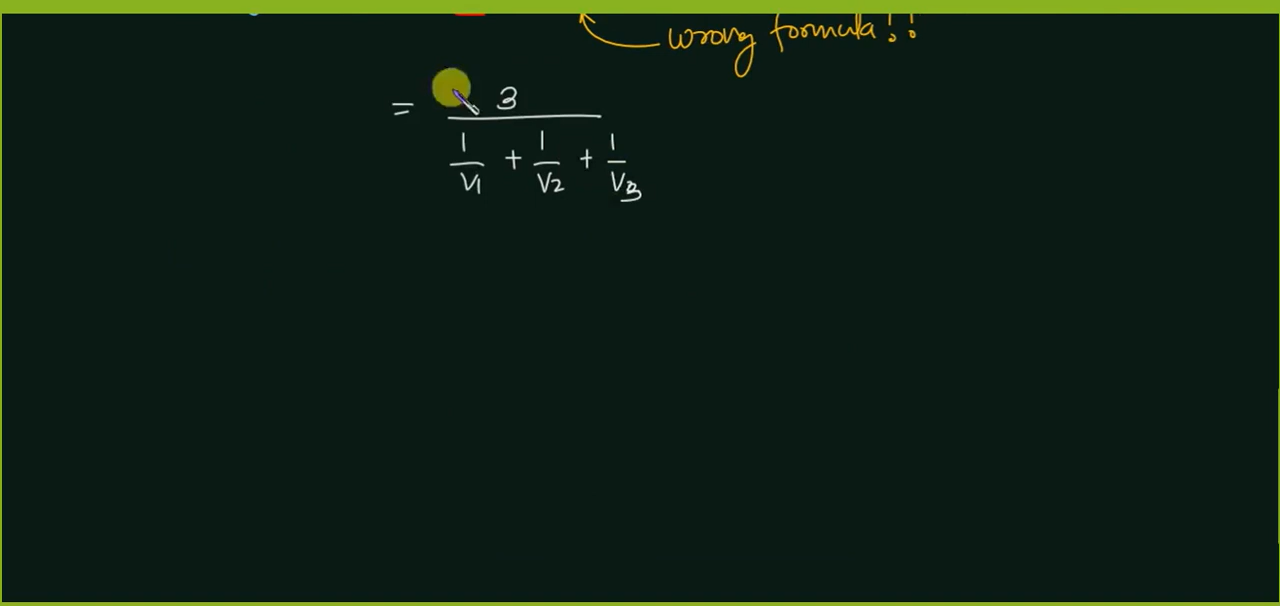 wrong formula!!
= 3
1/V1 + 1/V2 + 1/V3